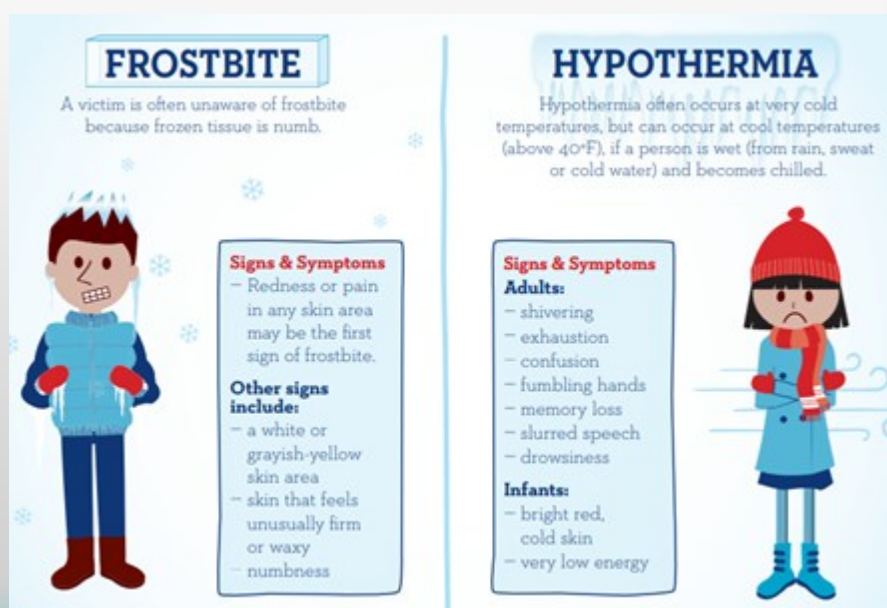 FROSTBITE
A victim is often unaware of frostbite
because frozen tissue is numb.
Signs & Symptoms
– Redness or pain
in any skin area
may be the first
sign of frostbite.
Other signs
include:
– a white or
grayish-yellow
skin area
– skin that feels
unusually firm
or waxy
– numbness
HYPOTHERMIA
Hypothermia often occurs at very cold
temperatures, but can occur at cool temperatures
(above 40°F), if a person is wet (from rain, sweat
or cold water) and becomes chilled.
Signs & Symptoms
Adults:
– shivering
– exhaustion
– confusion
– fumbling hands
– memory loss
– slurred speech
– drowsiness
Infants:
– bright red,
cold skin
– very low energy